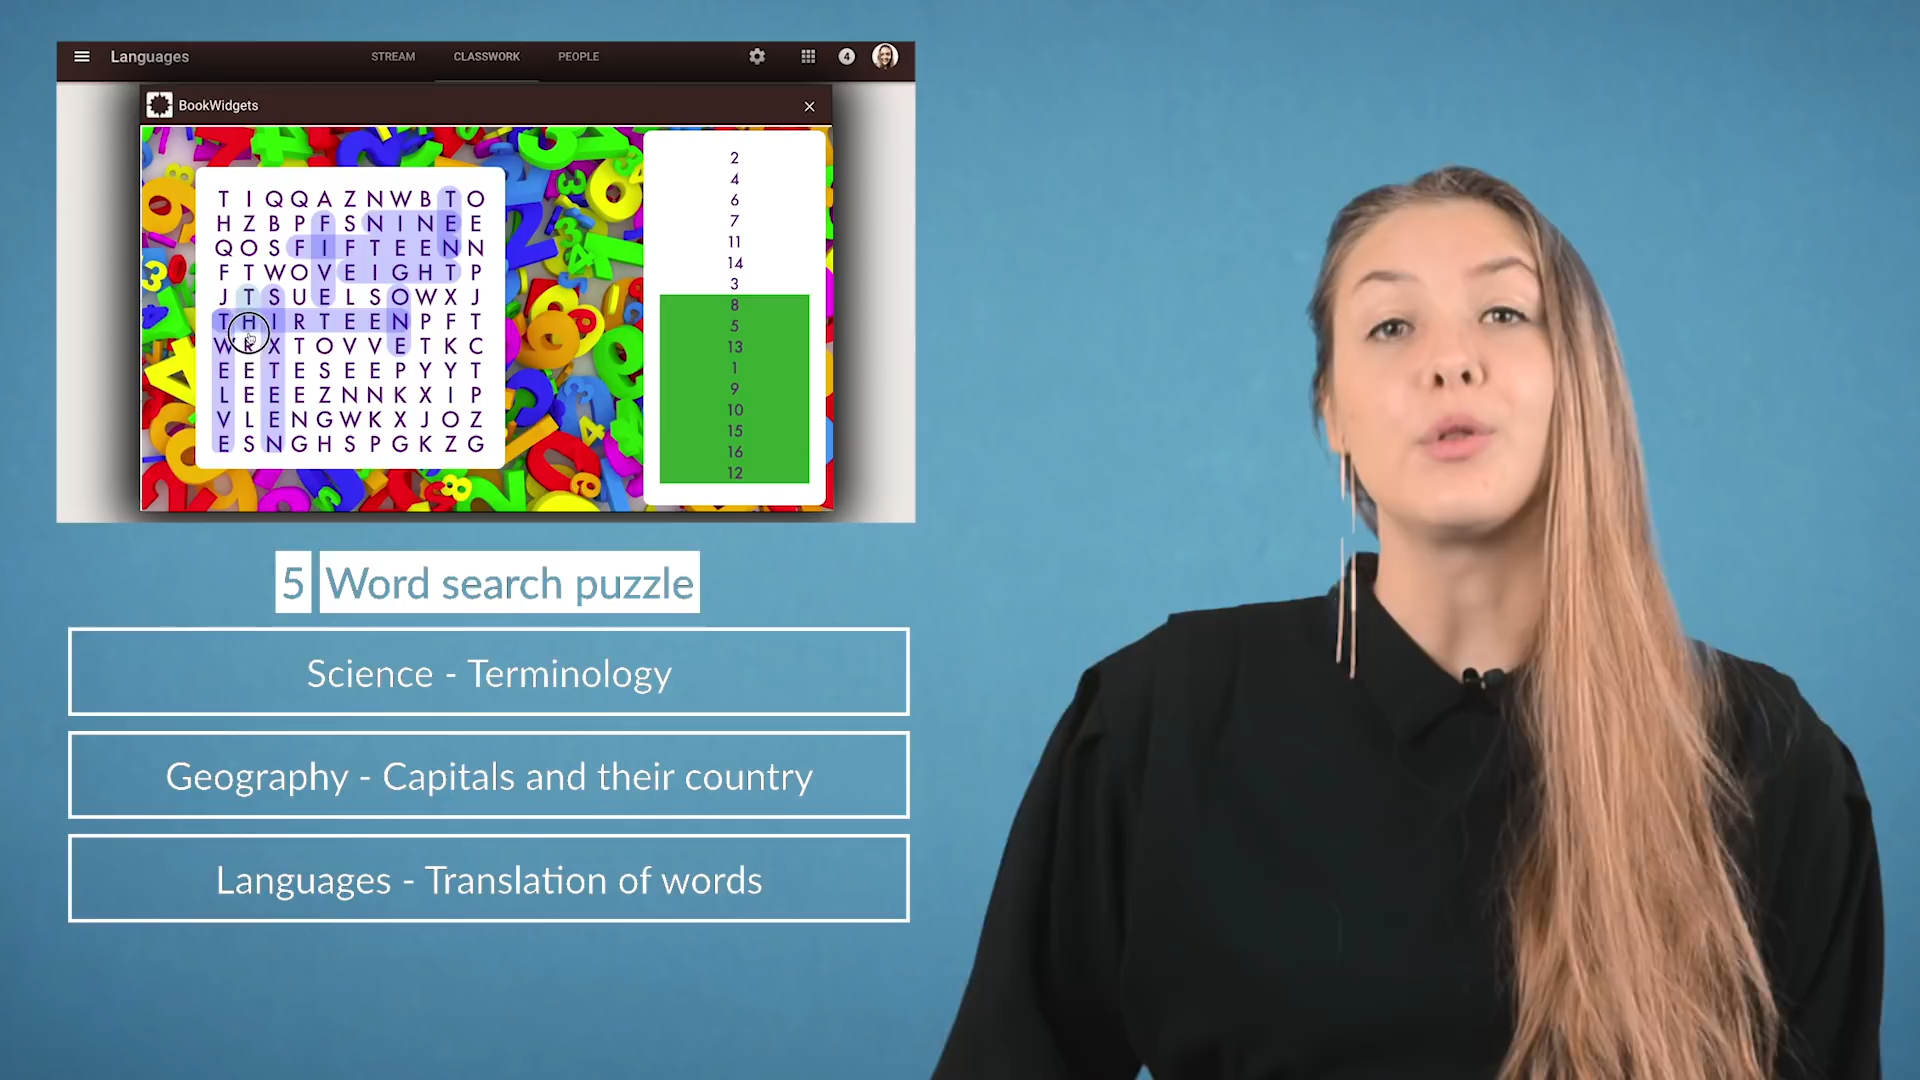 Languages
STREAM
CLASSWORK
PEOPLE
4
BookWidgets
T I Q Q A Z N W B T O
H Z B P F S N I N E E
Q O S F I F T E E N N
F T W O V E I G H T P
J T S U E L S O W X J
T H I R T E E N P F T
W R X T O V V E T K C
E E T E S E E P Y Y T
L E E E Z N N K X I P
V L E N G W K X J O Z
E S N G H S P G K Z G
2
4
6
7
11
14
3
8
5
13
1
9
10
15
16
12
5 Word search puzzle
Science - Terminology
Geography - Capitals and their country
Languages - Translation of words